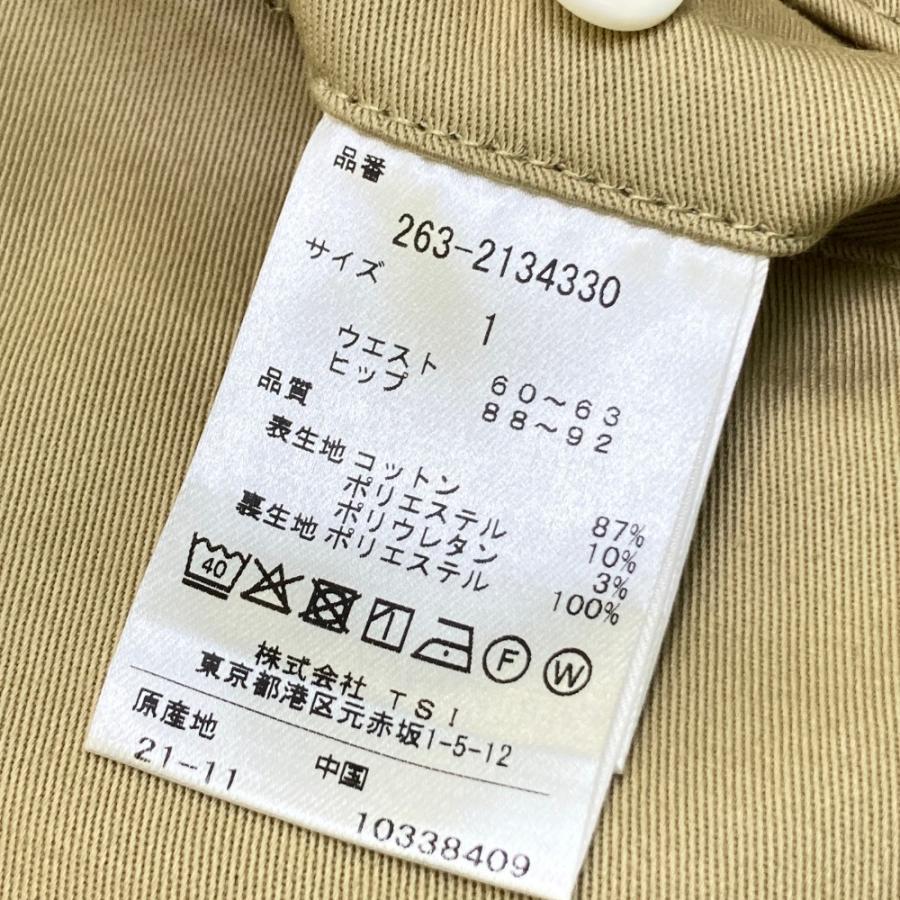 品番
263-2134330
サイズ
1
ウエスト 60～63
ヒップ 88～92
品質
表生地 コットン 87%
ポリエステル 10%
ポリウレタン 3%
裏生地 ポリエステル 100%
40 F W
株式会社 TSI
東京都港区元赤坂1-5-12
原産地 中国
21-11
10338409